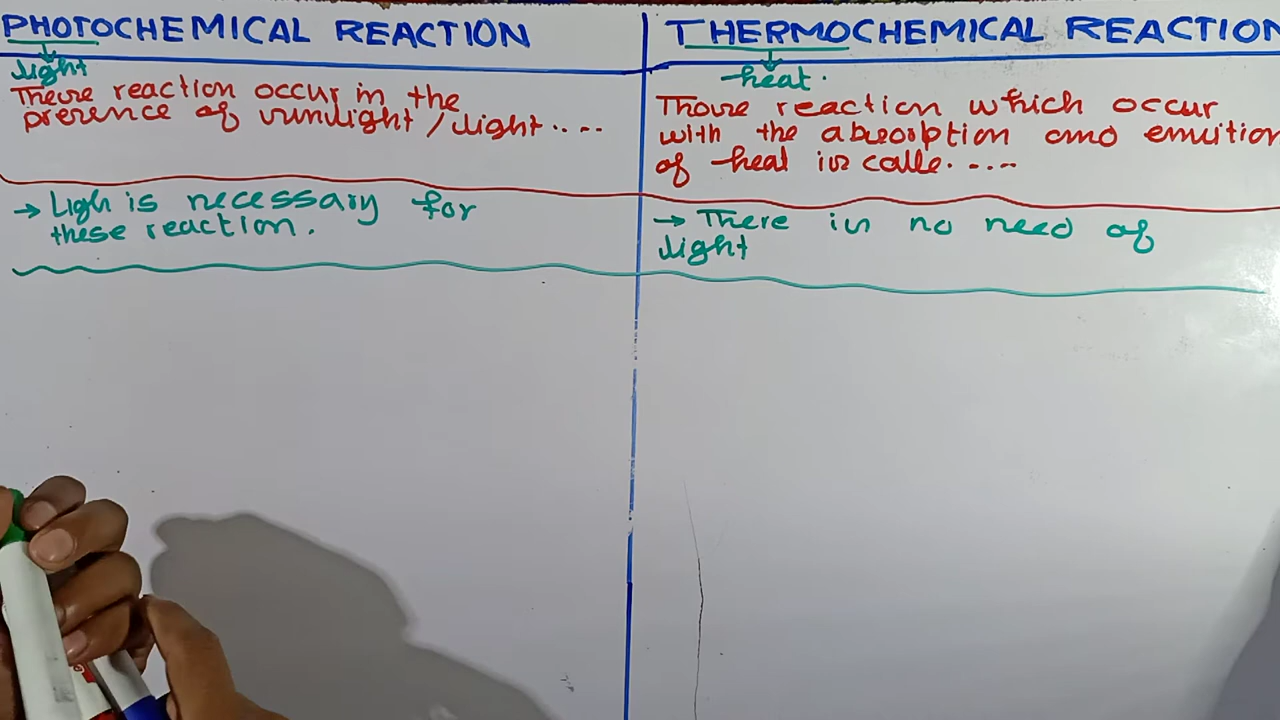 PHOTOCHEMICAL REACTION
light
These reaction occur in the
presence of sunlight / light....
→ Ligh is necessary for
these reaction.
THERMOCHEMICAL REACTION
heat.
Those reaction which occur
with the absorption and emission
of heat is calle.....
→ There is no need of
light